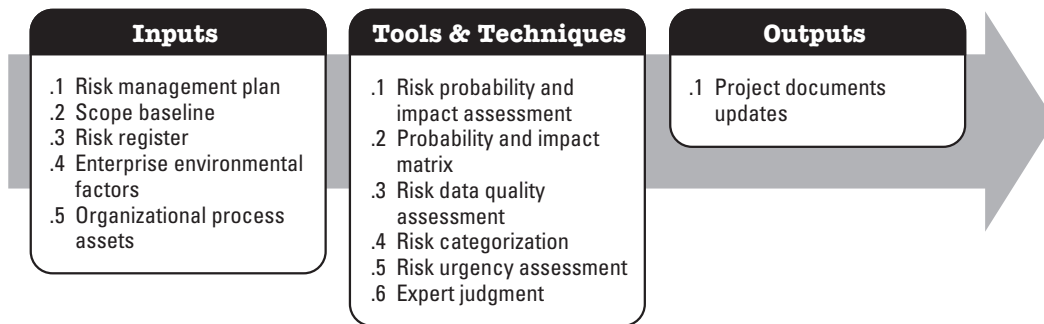 Inputs
.1 Risk management plan
.2 Scope baseline
.3 Risk register
.4 Enterprise environmental
factors
.5 Organizational process
assets
Tools & Techniques
.1 Risk probability and
impact assessment
.2 Probability and impact
matrix
.3 Risk data quality
assessment
.4 Risk categorization
.5 Risk urgency assessment
.6 Expert judgment
Outputs
.1 Project documents
updates